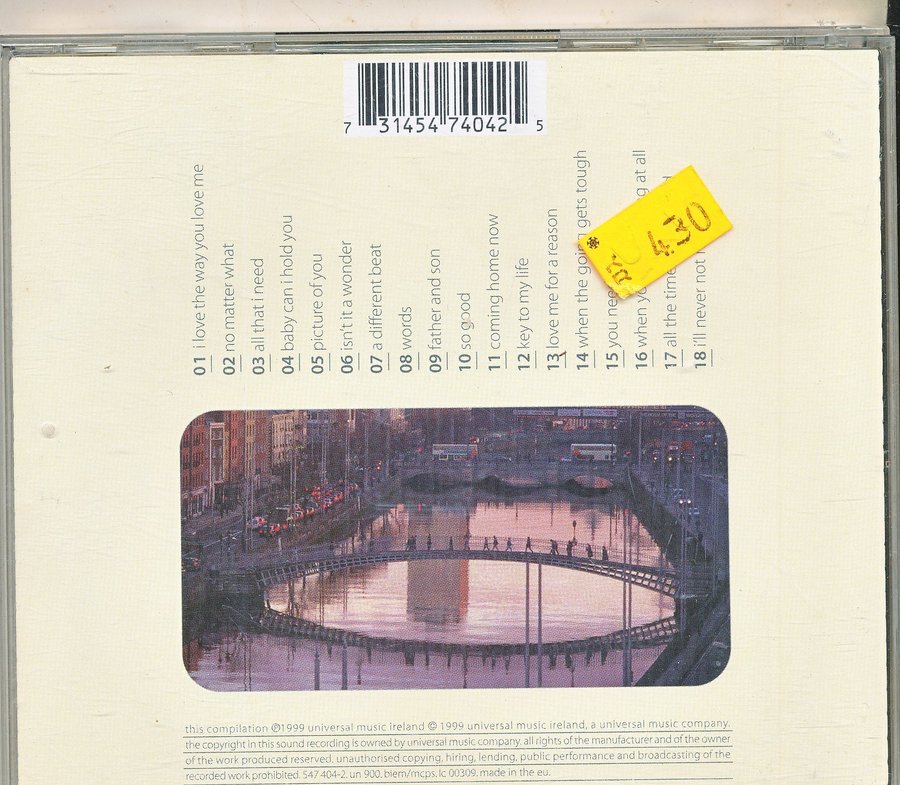 7 31454 74042 5
01 i love the way you love me
02 no matter what
03 all that i need
04 baby can i hold you
05 picture of you
06 isn't it a wonder
07 a different beat
08 words
09 father and son
10 so good
11 coming home now
12 key to my life
13 love me for a reason
14 when the going gets tough
15 you nee
16 when yo g at all
17 all the time
18 i'll never not
430
this compilation ℗1999 universal music ireland © 1999 universal music ireland, a universal music company.
the copyright in this sound recording is owned by universal music company. all rights of the manufacturer and of the owner
of the work produced reserved. unauthorised copying, hiring, lending, public performance and broadcasting of the
recorded work prohibited. 547 404-2. un 900. biem/mcps. lc 00309. made in the eu.